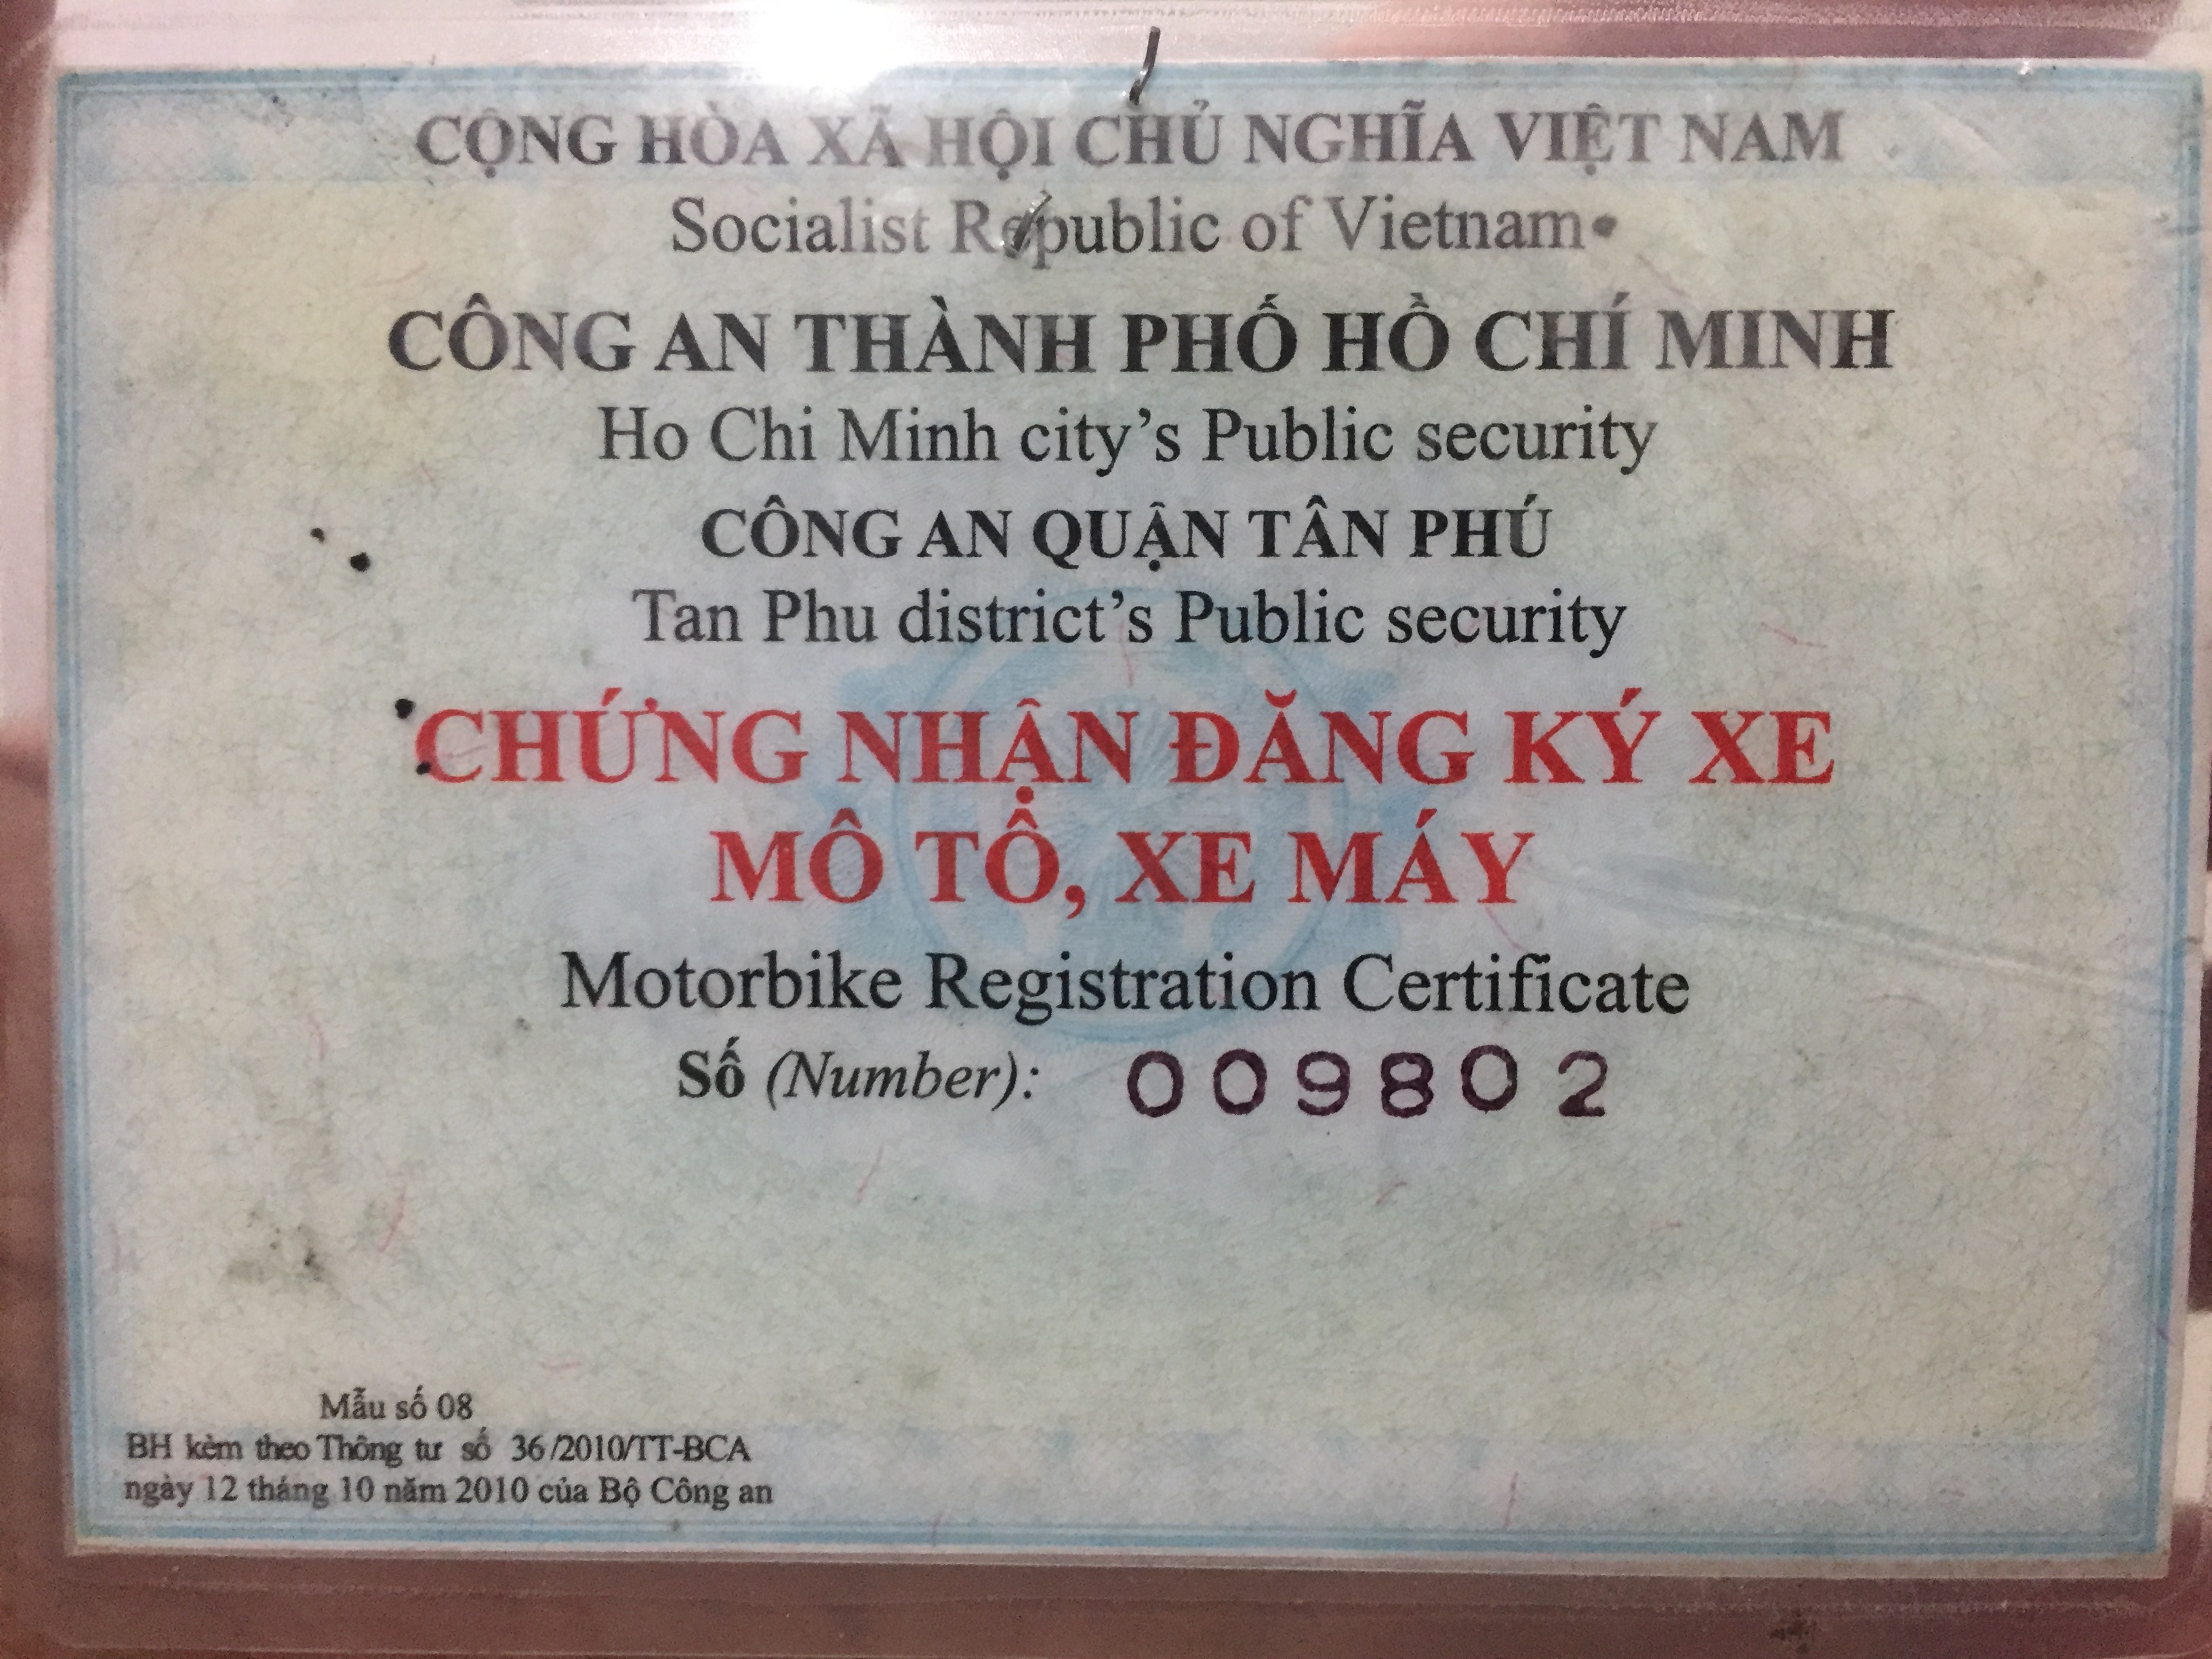 CỘNG HÒA XÃ HỘI CHỦ NGHĨA VIỆT NAM
Socialist Republic of Vietnam
CÔNG AN THÀNH PHỐ HỒ CHÍ MINH
Ho Chi Minh city's Public security
CÔNG AN QUẬN TÂN PHÚ
Tan Phu district's Public security
CHỨNG NHẬN ĐĂNG KÝ XE
MÔ TÔ, XE MÁY
Motorbike Registration Certificate
Số (Number): 009802
Mẫu số 08
BH kèm theo Thông tư số 36/2010/TT-BCA
ngày 12 tháng 10 năm 2010 của Bộ Công an